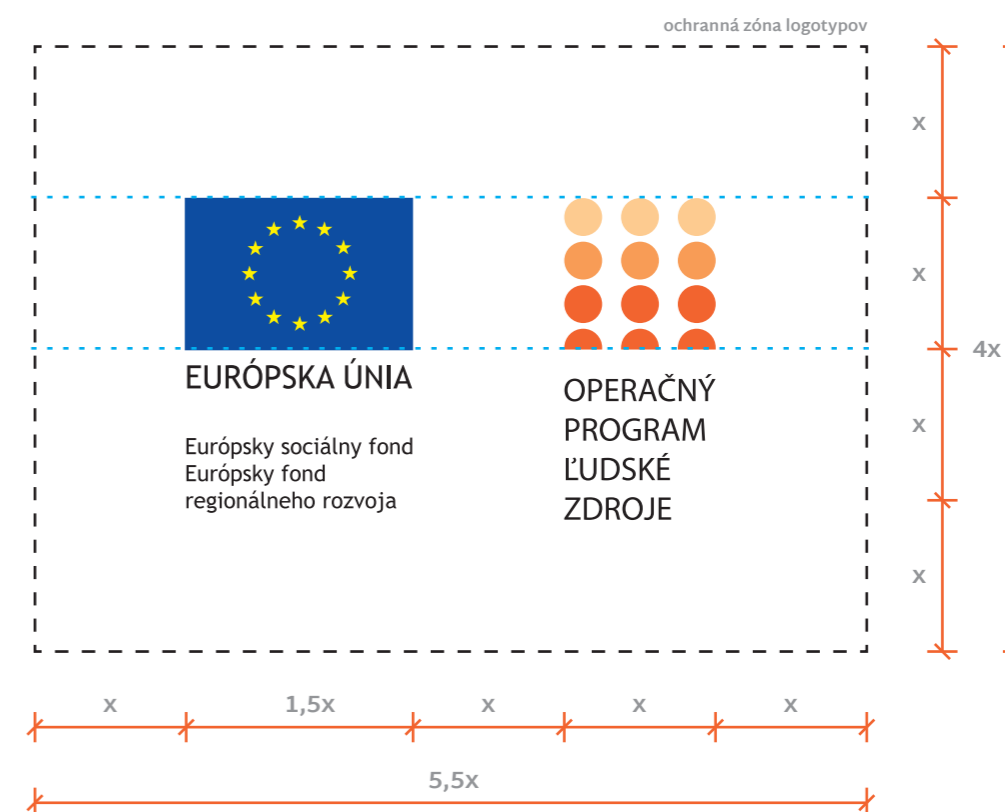 ochranná zóna logotypov
x
x
4x
x
x
EURÓPSKA ÚNIA
Európsky sociálny fond
Európsky fond
regionálneho rozvoja
OPERAČNÝ
PROGRAM
ĽUDSKÉ
ZDROJE
x
1,5x
x
x
x
5,5x